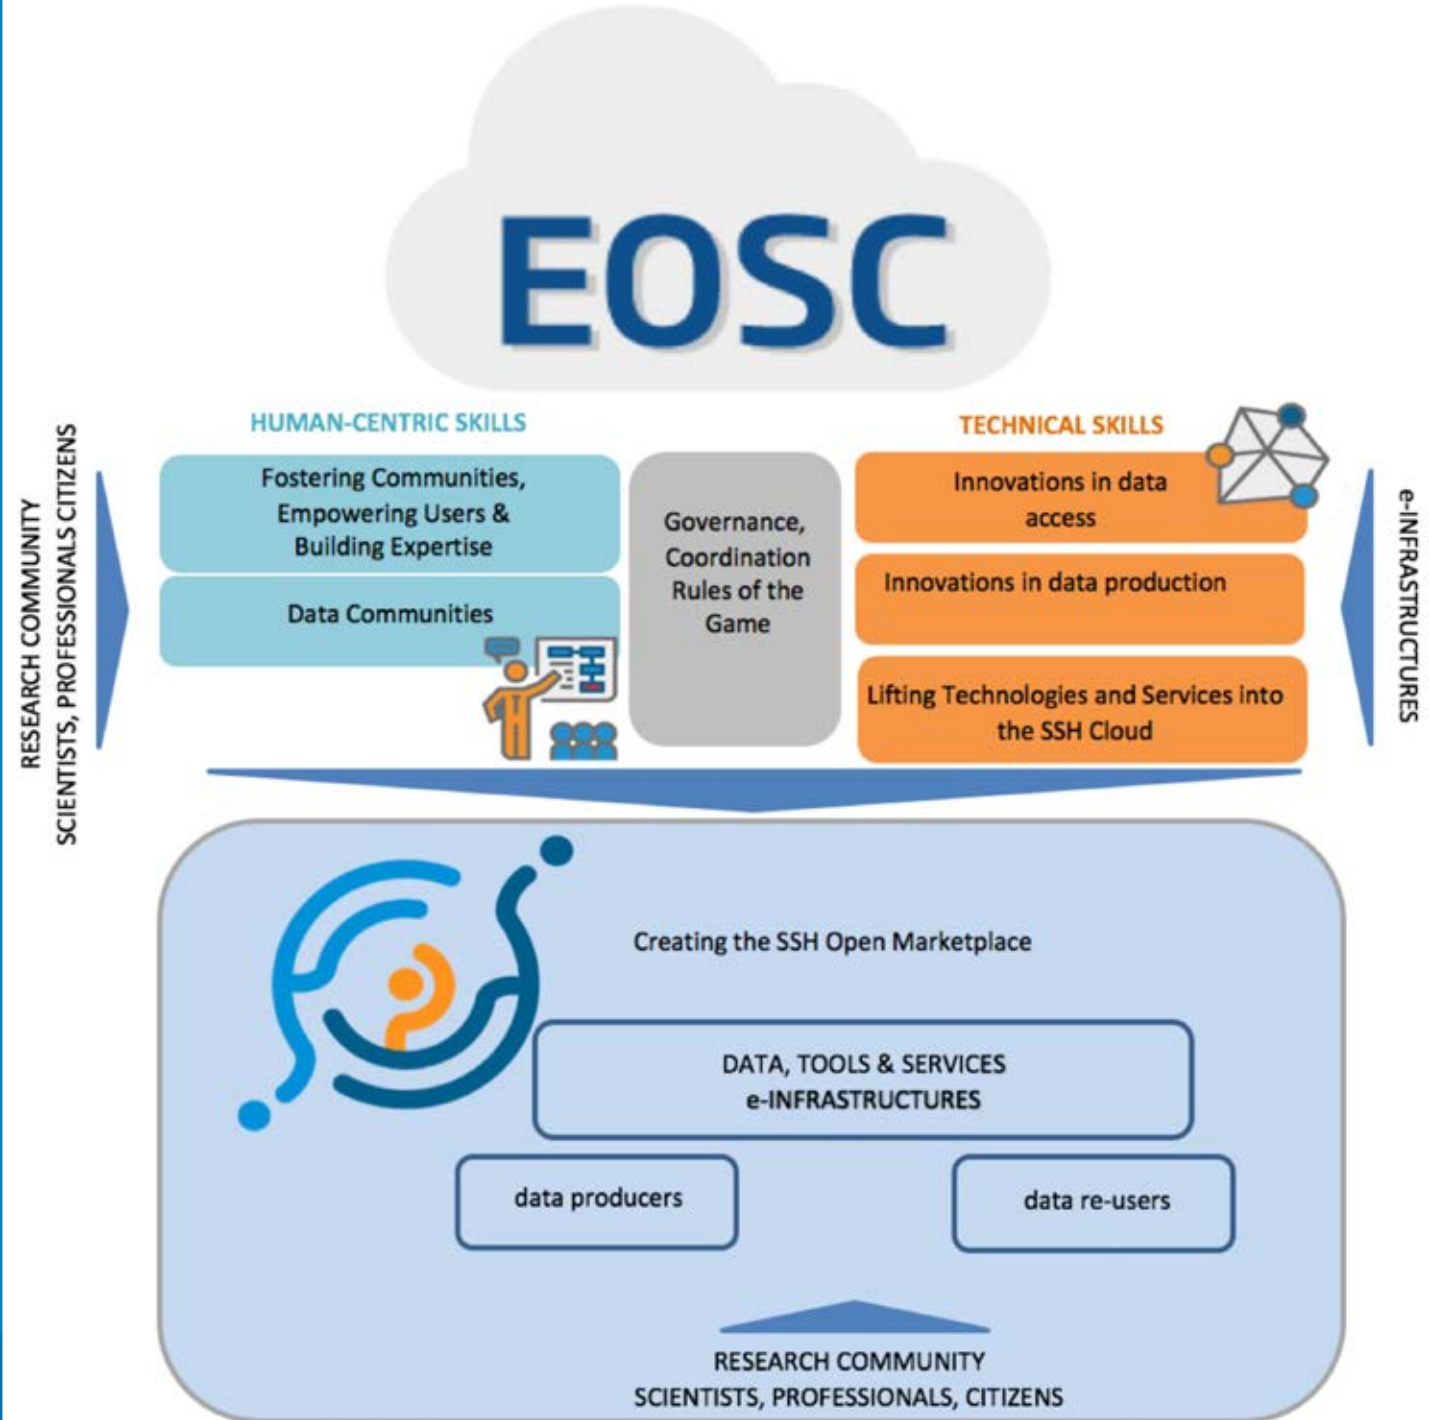 EOSC
HUMAN-CENTRIC SKILLS
Fostering Communities,
Empowering Users &
Building Expertise
Data Communities
Governance,
Coordination
Rules of the
Game
TECHNICAL SKILLS
Innovations in data
access
Innovations in data production
Lifting Technologies and Services into
the SSH Cloud
RESEARCH COMMUNITY
SCIENTISTS, PROFESSIONALS CITIZENS
e-INFRASTRUCTURES
Creating the SSH Open Marketplace
DATA, TOOLS & SERVICES
e-INFRASTRUCTURES
data producers
data re-users
RESEARCH COMMUNITY
SCIENTISTS, PROFESSIONALS, CITIZENS